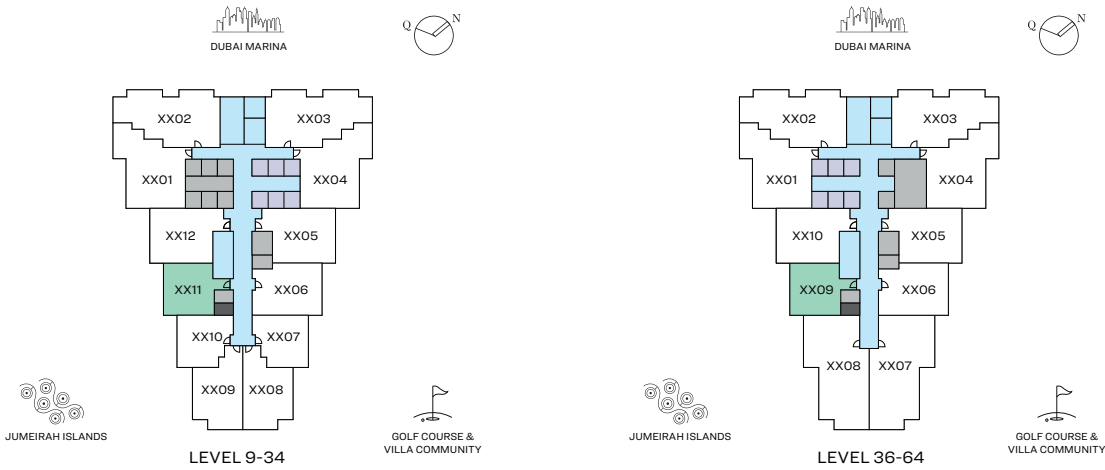 DUBAI MARINA
Q N
XX02
XX03
XX01
XX04
XX12
XX05
XX11
XX06
XX10
XX07
XX09
XX08
JUMEIRAH ISLANDS
GOLF COURSE &
VILLA COMMUNITY
LEVEL 9-34
DUBAI MARINA
Q N
XX02
XX03
XX01
XX04
XX10
XX05
XX09
XX06
XX08
XX07
JUMEIRAH ISLANDS
GOLF COURSE &
VILLA COMMUNITY
LEVEL 36-64